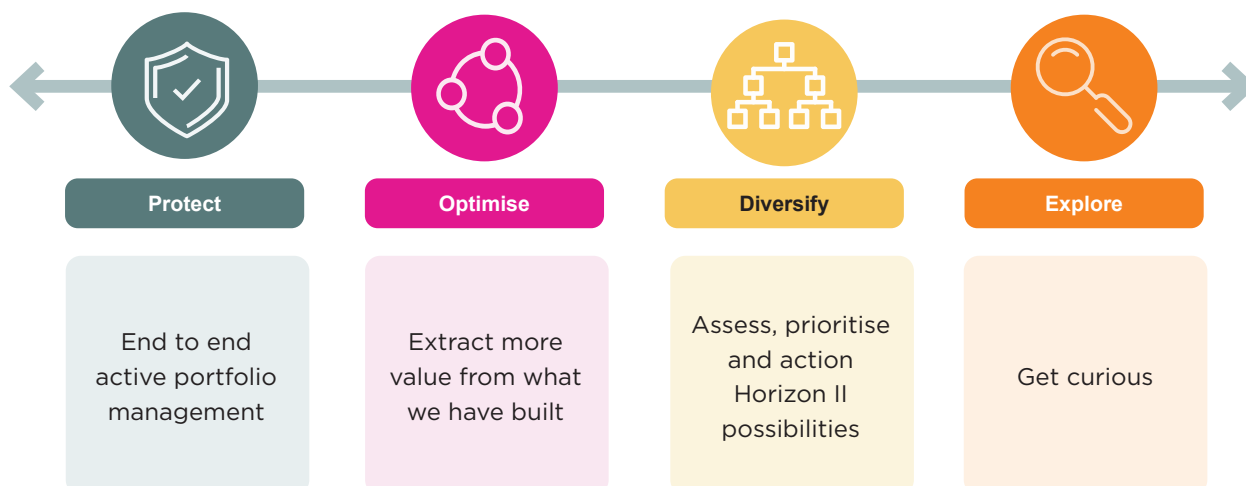 Protect
Optimise
Diversify
Explore
End to end
active portfolio
management
Extract more
value from what
we have built
Assess, prioritise
and action
Horizon II
possibilities
Get curious